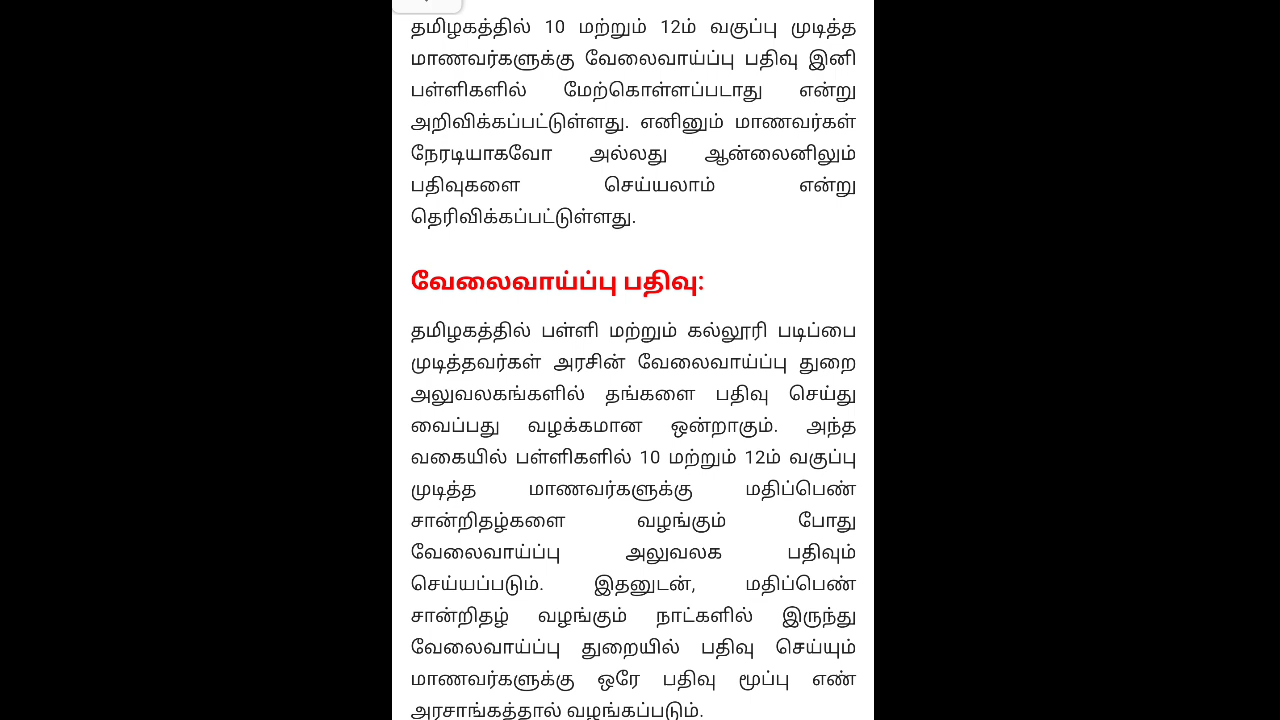 தமிழகத்தில் 10 மற்றும் 12ம் வகுப்பு முடித்த
மாணவர்களுக்கு வேலைவாய்ப்பு பதிவு இனி
பள்ளிகளில் மேற்கொள்ளப்படாது என்று
அறிவிக்கப்பட்டுள்ளது. எனினும் மாணவர்கள்
நேரடியாகவோ அல்லது ஆன்லைனிலும்
பதிவுகளை செய்யலாம் என்று
தெரிவிக்கப்பட்டுள்ளது.
வேலைவாய்ப்பு பதிவு:
தமிழகத்தில் பள்ளி மற்றும் கல்லூரி படிப்பை
முடித்தவர்கள் அரசின் வேலைவாய்ப்பு துறை
அலுவலகங்களில் தங்களை பதிவு செய்து
வைப்பது வழக்கமான ஒன்றாகும். அந்த
வகையில் பள்ளிகளில் 10 மற்றும் 12ம் வகுப்பு
முடித்த மாணவர்களுக்கு மதிப்பெண்
சான்றிதழ்களை வழங்கும் போது
வேலைவாய்ப்பு அலுவலக பதிவும்
செய்யப்படும். இதனுடன், மதிப்பெண்
சான்றிதழ் வழங்கும் நாட்களில் இருந்து
வேலைவாய்ப்பு துறையில் பதிவு செய்யும்
மாணவர்களுக்கு ஒரே பதிவு மூப்பு எண்
அரசாங்கத்தால் வழங்கப்படும்.